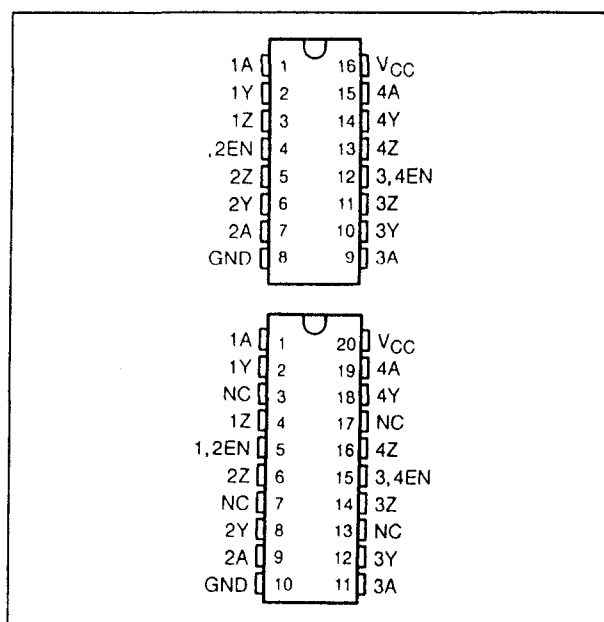 1A 1 16 VCC
1Y 2 15 4A
1Z 3 14 4Y
,2EN 4 13 4Z
2Z 5 12 3,4EN
2Y 6 11 3Z
2A 7 10 3Y
GND 8 9 3A
1A 1 20 VCC
1Y 2 19 4A
NC 3 18 4Y
1Z 4 17 NC
1,2EN 5 16 4Z
2Z 6 15 3,4EN
NC 7 14 3Z
2Y 8 13 NC
2A 9 12 3Y
GND 10 11 3A